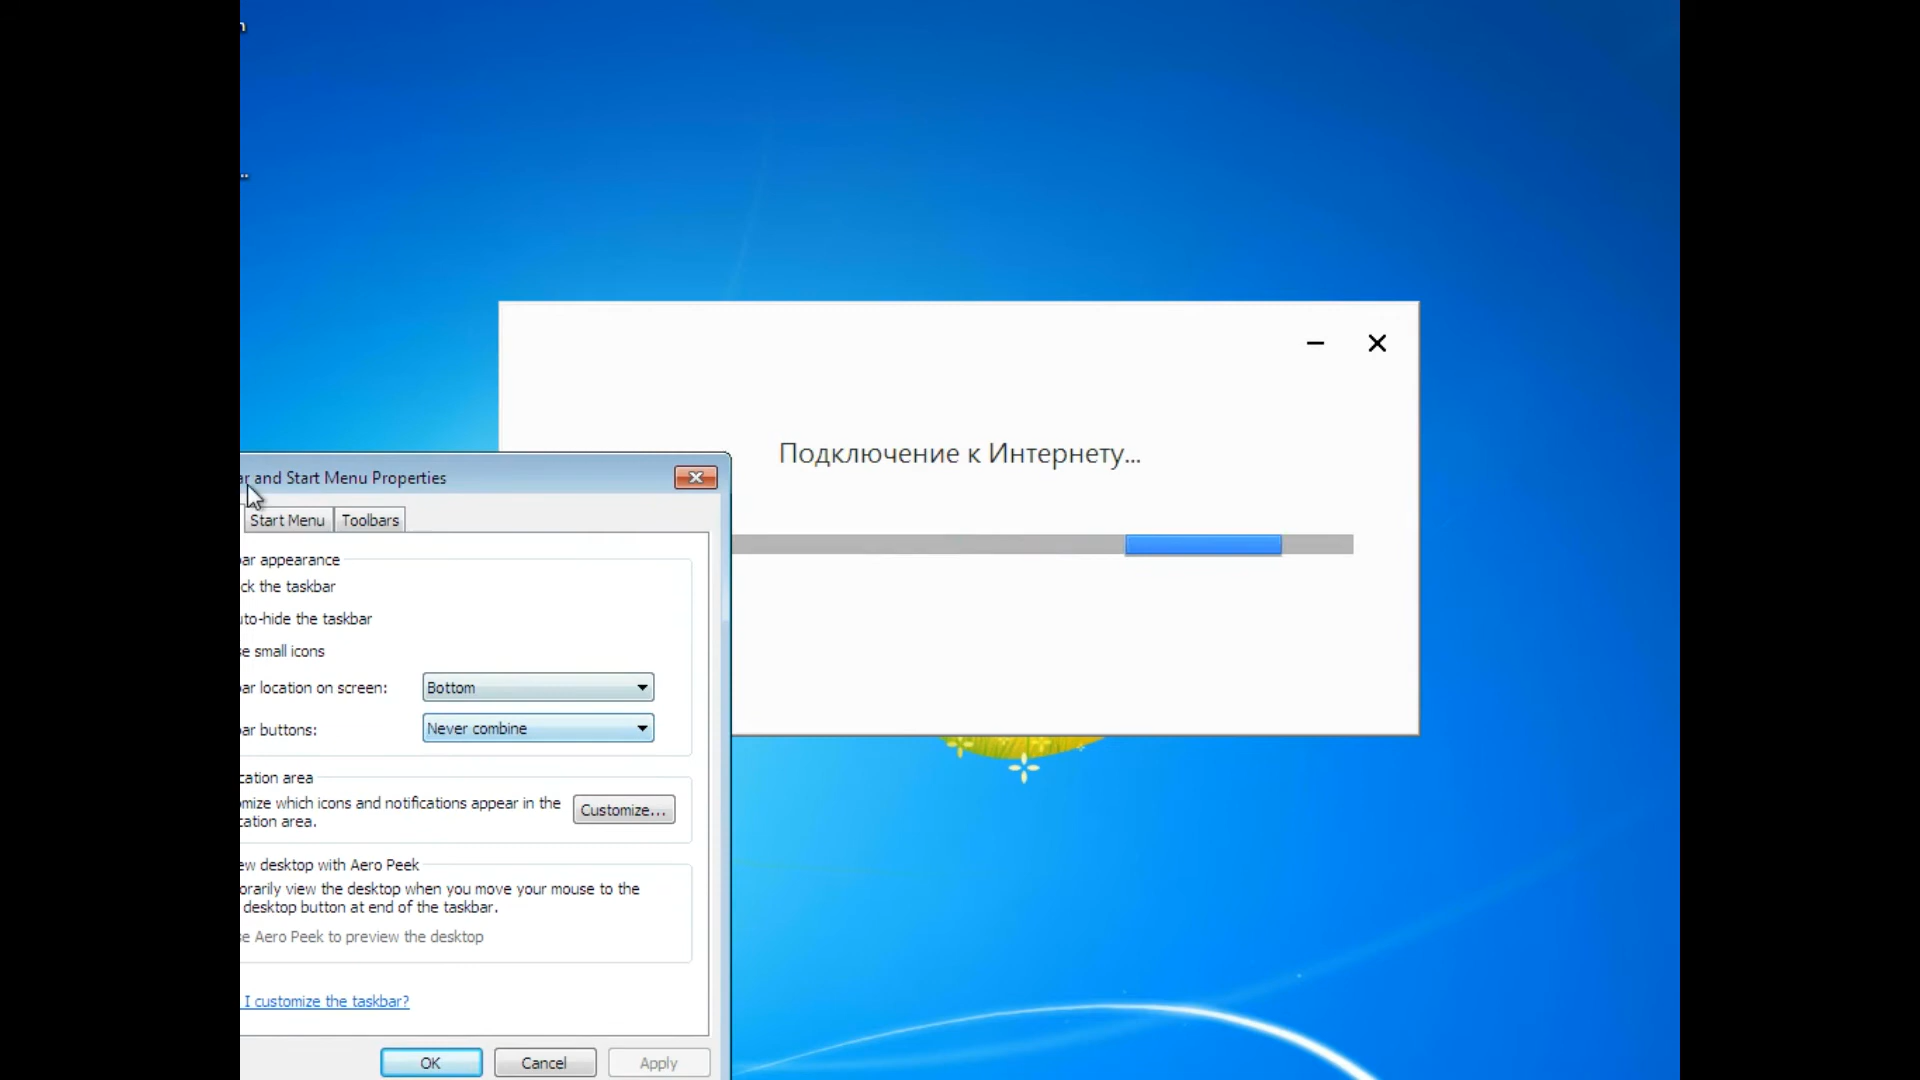 n
...
Подключение к Интернету...
ar and Start Menu Properties
Start Menu
Toolbars
ar appearance
ck the taskbar
uto-hide the taskbar
se small icons
ar location on screen:
Bottom
ar buttons:
Never combine
cation area
omize which icons and notifications appear in the
cation area.
Customize...
ew desktop with Aero Peek
orarily view the desktop when you move your mouse to the
desktop button at end of the taskbar.
se Aero Peek to preview the desktop
I customize the taskbar?
OK
Cancel
Apply